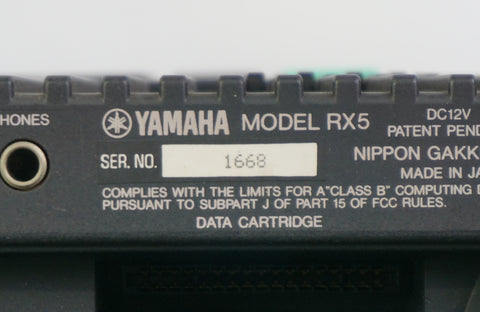 HONES
YAMAHA MODEL RX5
DC12V
PATENT PEND
SER. NO. 1668
NIPPON GAKK
MADE IN JA
COMPLIES WITH THE LIMITS FOR A"CLASS B" COMPUTING
PURSUANT TO SUBPART J OF PART 15 OF FCC RULES.
DATA CARTRIDGE